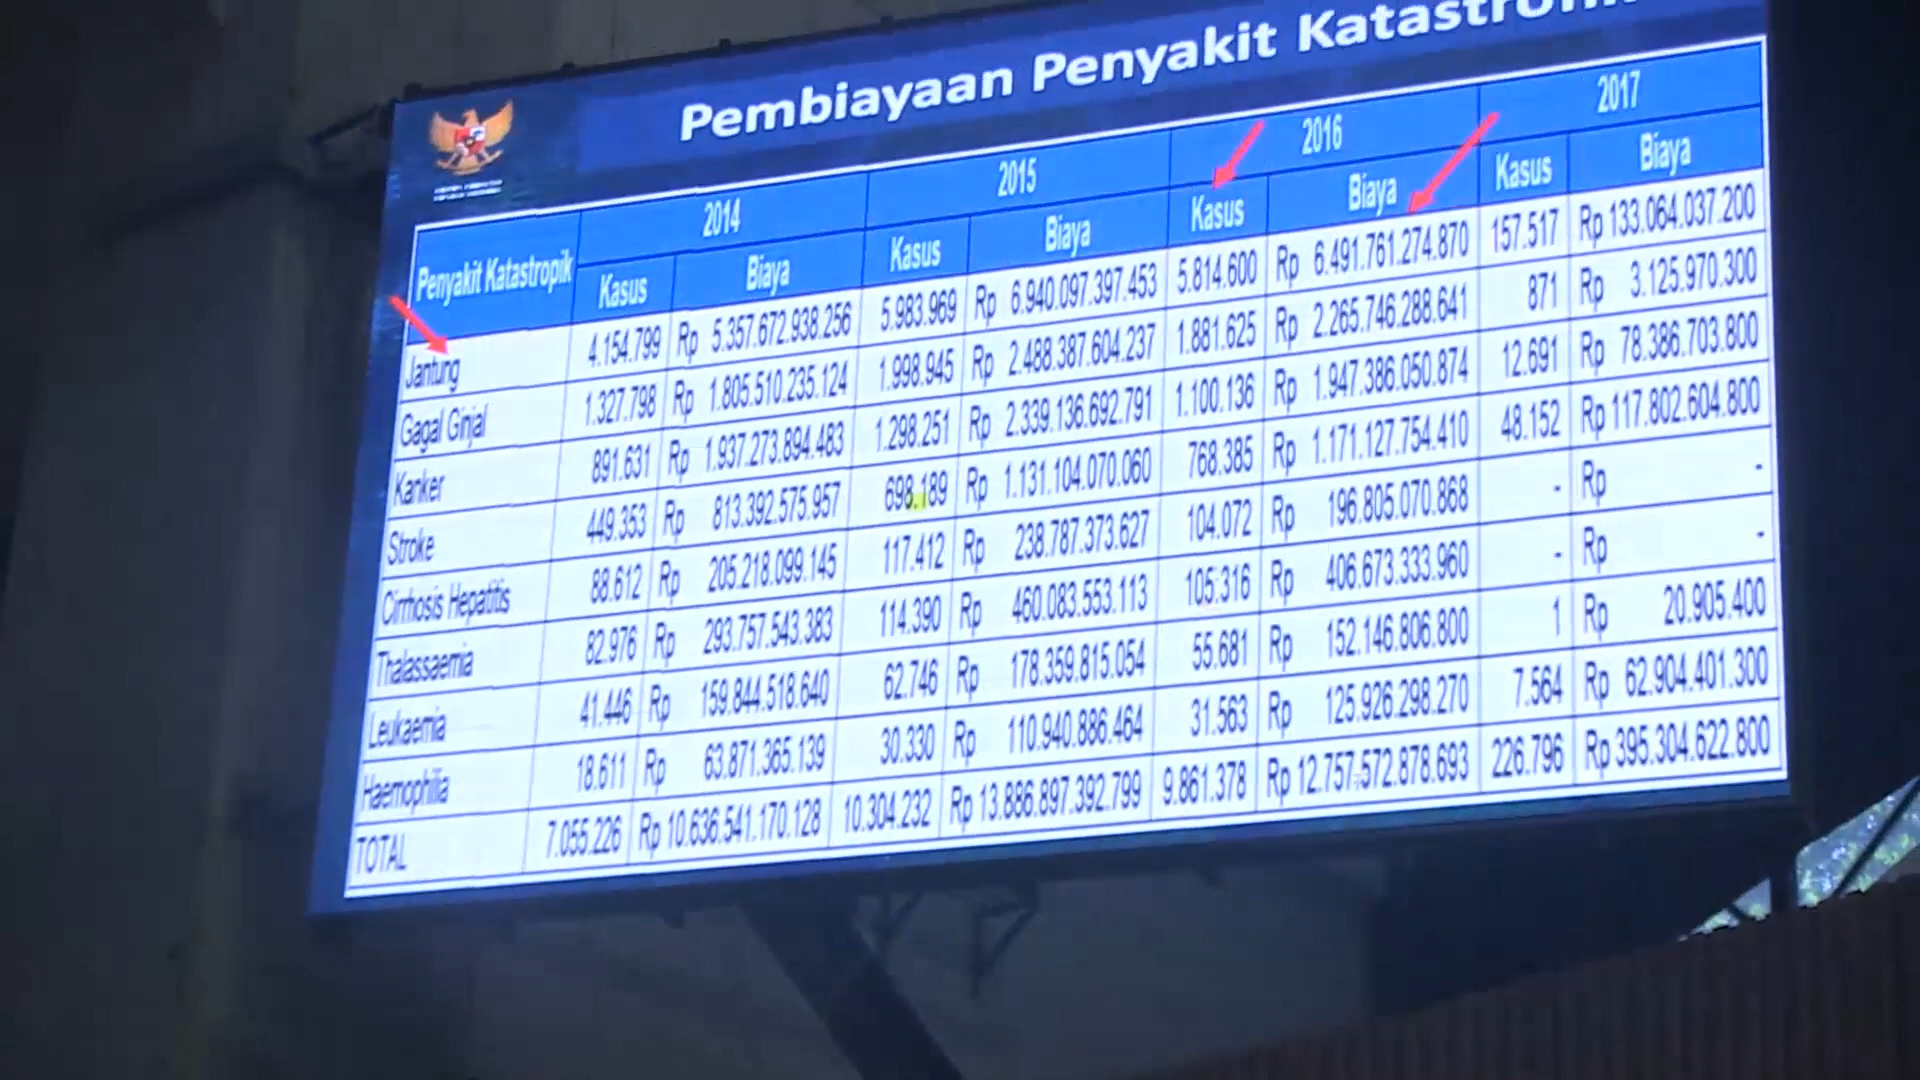 Pembiayaan Penyakit
Penyakit Katastropik 2014 2015 2016 2017
Kasus Biaya Kasus Biaya Kasus Biaya Kasus Biaya
Jantung 4.154.799 Rp 5.357.672.938.256 5.983.969 Rp 6.940.097.397.453 5.814.600 Rp 6.491.761.274.870 157.517 Rp 133.064.037.200
Gagal Ginjal 1.327.798 Rp 1.805.510.235.124 1.998.945 Rp 2.488.387.604.237 1.881.625 Rp 2.265.746.288.641 871 Rp 3.125.970.300
Kanker 891.631 Rp 1.937.273.894.483 1.298.251 Rp 2.339.136.692.791 1.100.136 Rp 1.947.386.050.874 12.691 Rp 78.386.703.800
Stroke 449.353 Rp 813.392.575.957 698.189 Rp 1.131.104.070.060 768.385 Rp 1.171.127.754.410 48.152 Rp 117.802.604.800
Cirrhosis Hepatitis 88.612 Rp 205.218.099.145 117.412 Rp 238.787.373.627 104.072 Rp 196.805.070.868 - Rp -
Thalassaemia 82.976 Rp 293.757.543.383 114.390 Rp 460.083.553.113 105.316 Rp 406.673.333.960 - Rp -
Leukaemia 41.446 Rp 159.844.518.640 62.746 Rp 178.359.815.054 55.681 Rp 152.146.806.800 1 Rp 20.905.400
Haemophilia 18.611 Rp 63.871.365.139 30.330 Rp 110.940.886.464 31.563 Rp 125.926.298.270 7.564 Rp 62.904.401.300
TOTAL 7.055.226 Rp 10.636.541.170.128 10.304.232 Rp 13.886.897.392.799 9.861.378 Rp 12.757.572.878.693 226.796 Rp 395.304.622.800